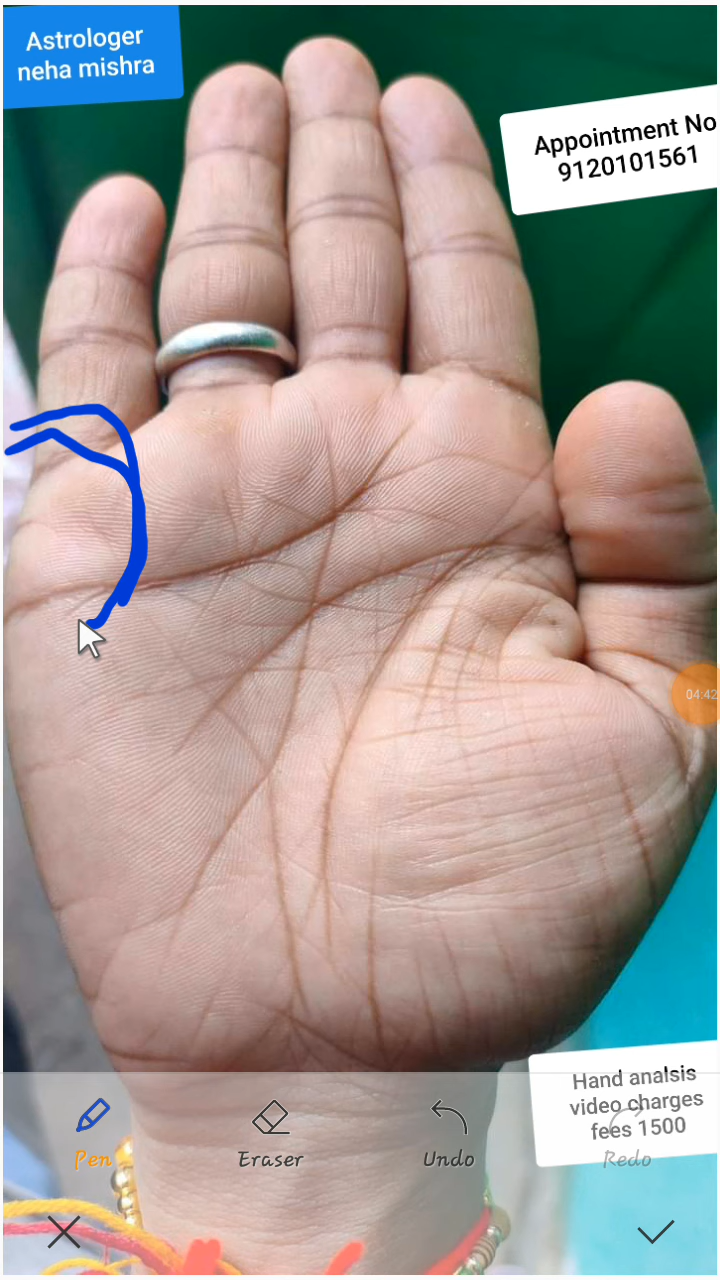 Astrologer
neha mishra
Appointment No
9120101561
04:42
Hand analsis
video charges
fees 1500
Pen
Eraser
Undo
Redo